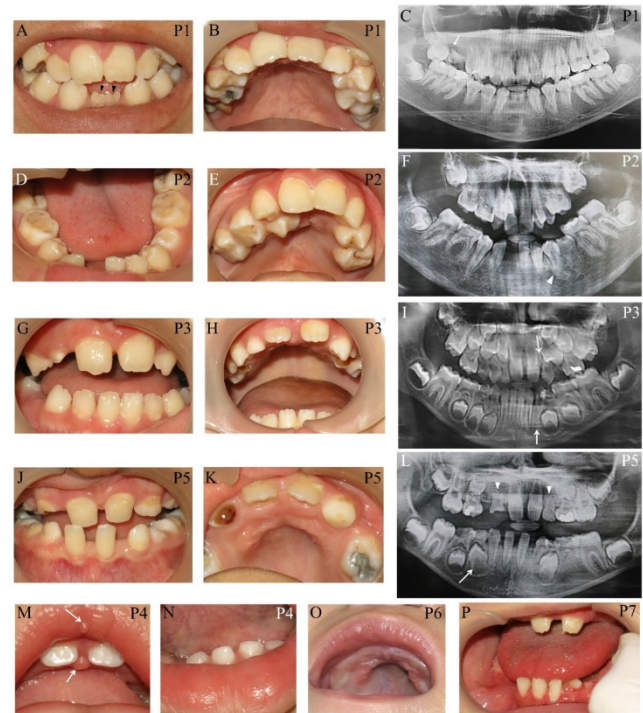 A P1
B P1
C P1
D P2
E P2
F P2
G P3
H P3
I P3
J P5
K P5
L P5
M P4
N P4
O P6
P P7